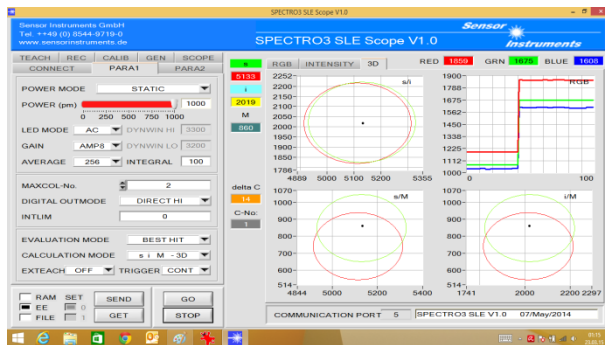 SPECTRO3 SLE Scope V1.0
Sensor Instruments GmbH
Tel. ++49 (0) 8544-9719-0
www.sensorinstruments.de
SPECTRO3 SLE Scope V1.0
Sensor
Instruments
TEACH REC CALIB GEN SCOPE
CONNECT PARA1 PARA2
POWER MODE STATIC
POWER (pm) 1000
0 250 500 750 1000
LED MODE AC DYNWIN HI 3300
GAIN AMP8 DYNWIN LO 3200
AVERAGE 256 INTEGRAL 100
MAXCOL-No. 2
DIGITAL OUTMODE DIRECT HI
INTLIM 0
EVALUATION MODE BEST HIT
CALCULATION MODE s i M - 3D
EXTEACH OFF TRIGGER CONT
RAM SET
EE 0
FILE 1
SEND GO
GET STOP
s
5133
i
2019
M
860
delta C
14
C-No:
1
RGB INTENSITY 3D
RED 1859 GRN 1675 BLUE 1608
s/i
2252
2150
2100
2050
2000
1950
1900
1850
1786
4889 5000 5100 5200 5355
RGB
1900
1788
1675
1562
1450
1338
1225
1112
1000
0 100
s/M
1070
1000
900
800
700
600
514
4844 5000 5200 5400
i/M
1070
1000
900
800
700
600
514
1741 2000 2200 2297
COMMUNICATION PORT 5 SPECTRO3 SLE V1.0 07/May/2014
01:15